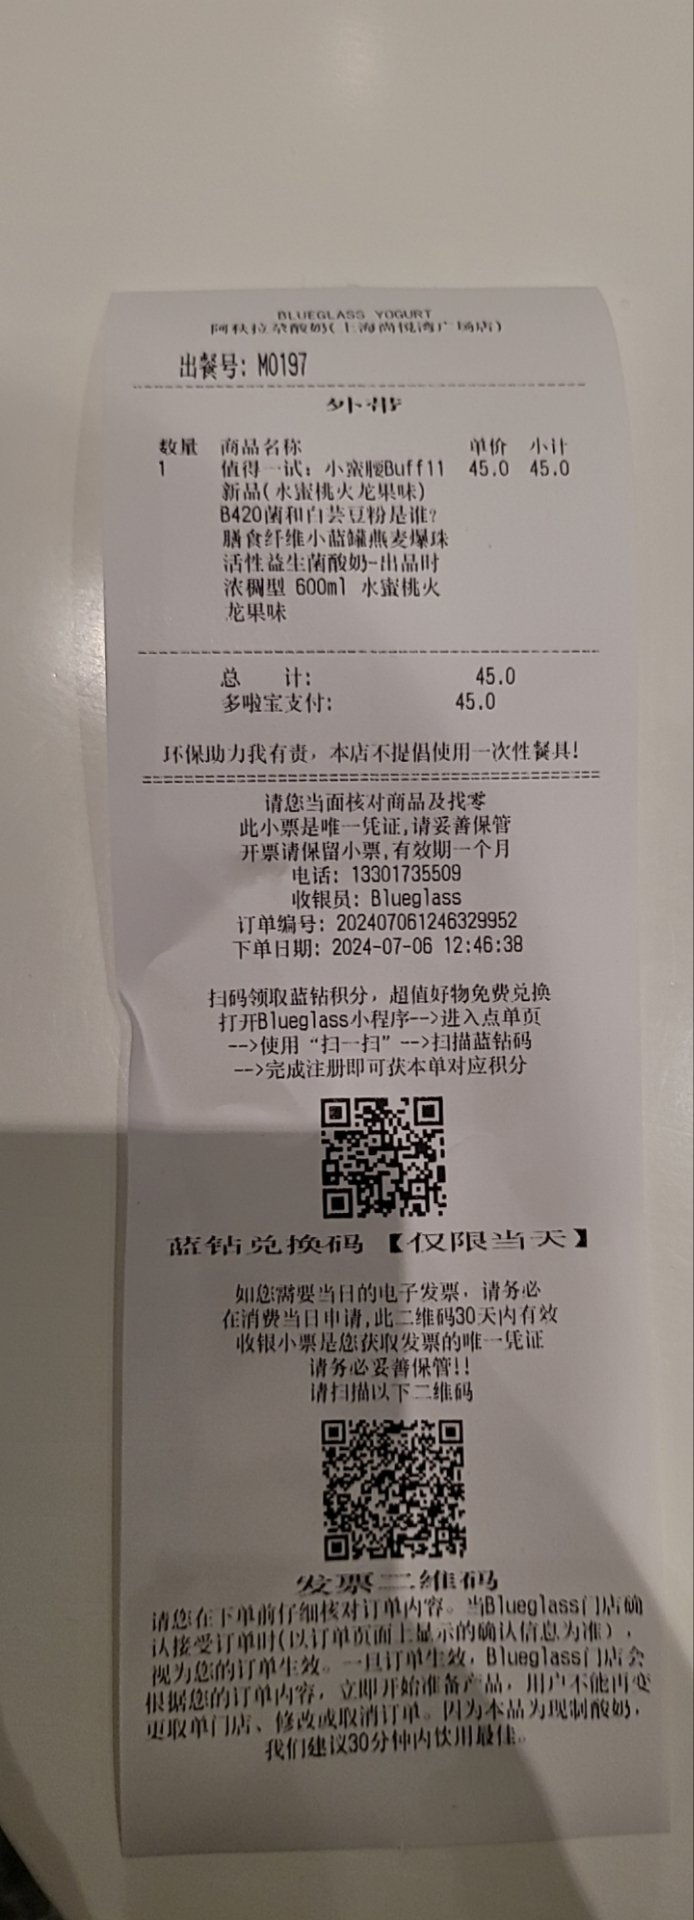 BLUEGLASS YOGURT
阿秋拉尕酸奶(上海尚悦湾广场店)
出餐号: M0197
外带
数量 商品名称 单价 小计
1 值得一试: 小蛮腰Buff11 45.0 45.0
新品(水蜜桃火龙果味)
B420菌和白芸豆粉是谁?
膳食纤维小蓝罐燕麦爆珠
活性益生菌酸奶-出品时
浓稠型 600ml 水蜜桃火
龙果味
总 计: 45.0
多啦宝支付: 45.0
环保助力我有责，本店不提倡使用一次性餐具!
请您当面核对商品及找零
此小票是唯一凭证,请妥善保管
开票请保留小票,有效期一个月
电话: 13301735509
收银员: Blueglass
订单编号: 202407061246329952
下单日期: 2024-07-06 12:46:38
扫码领取蓝钻积分，超值好物免费兑换
打开Blueglass小程序-->进入点单页
-->使用“扫一扫”-->扫描蓝钻码
-->完成注册即可获本单对应积分
蓝钻兑换码【仅限当天】
如您需要当日的电子发票，请务必
在消费当日申请,此二维码30天内有效
收银小票是您获取发票的唯一凭证
请务必妥善保管!!
请扫描以下二维码
发票二维码
请您在下单前仔细核对订单内容。当Blueglass门店确
认接受订单时(以订单页面上显示的确认信息为准)，
视为您的订单生效。一旦订单生效，Blueglass门店会
根据您的订单内容，立即开始准备产品，用户不能再变
更取单门店、修改或取消订单。因为本品为现制酸奶，
我们建议30分钟内饮用最佳。